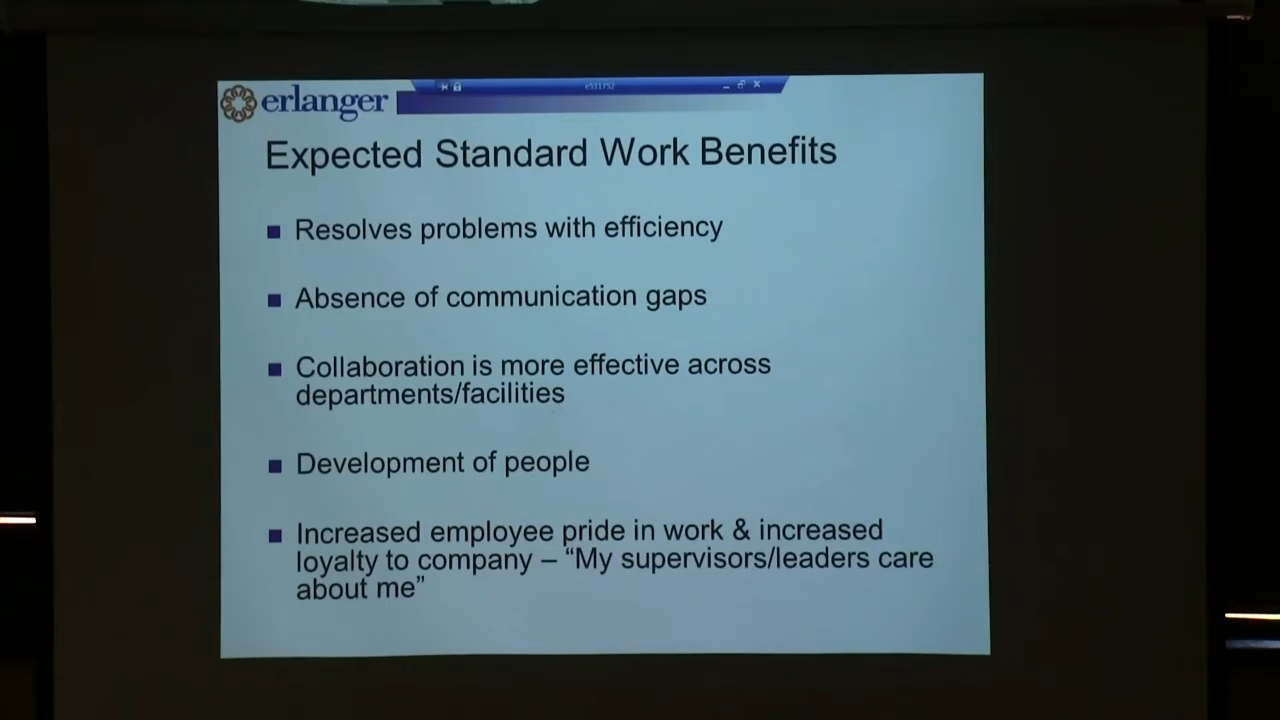 erlanger
Expected Standard Work Benefits
Resolves problems with efficiency
Absence of communication gaps
Collaboration is more effective across
departments/facilities
Development of people
Increased employee pride in work & increased
loyalty to company – “My supervisors/leaders care
about me”